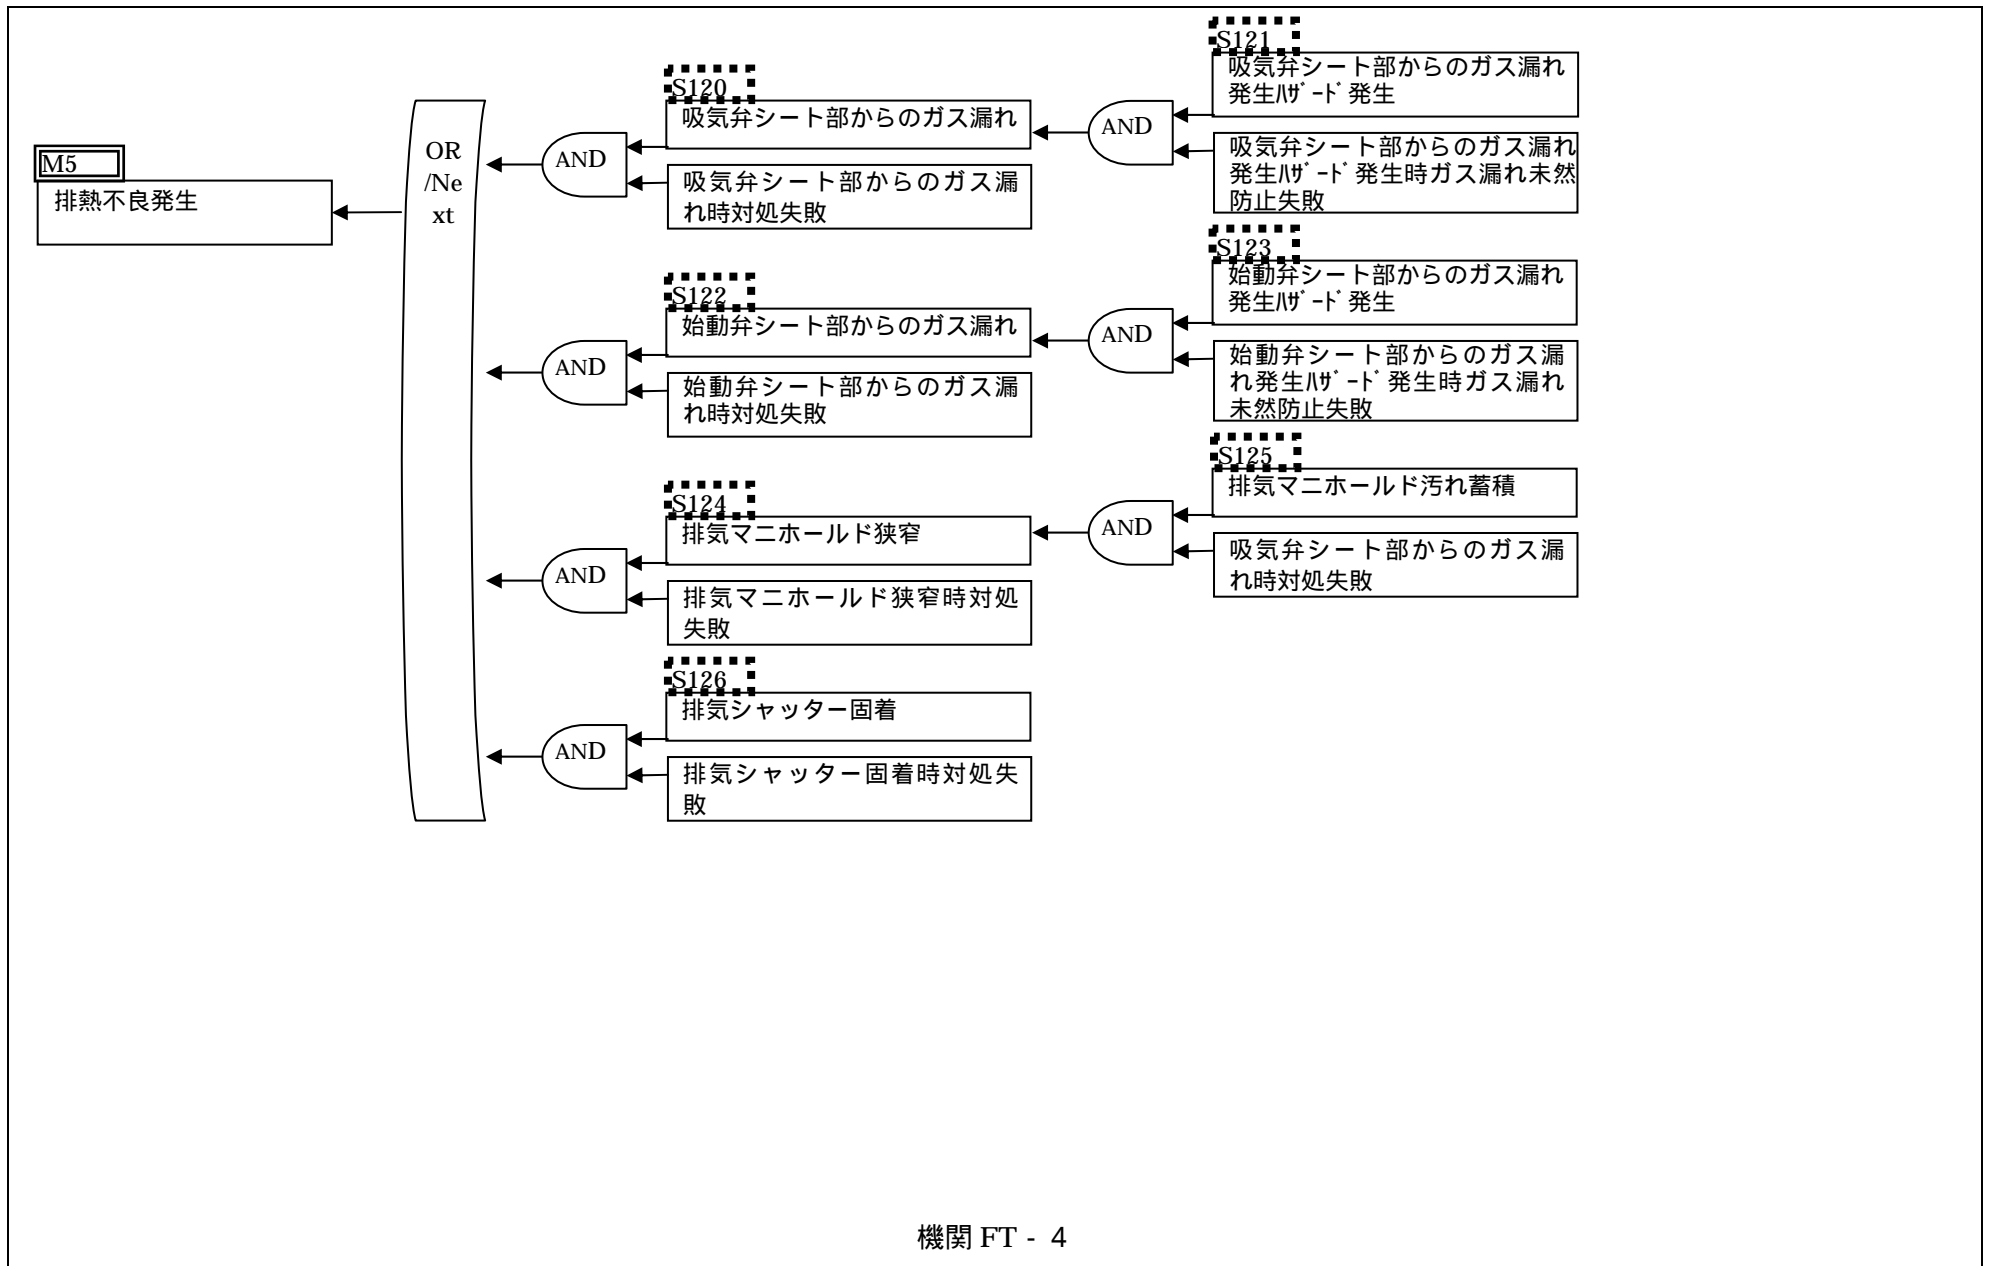 M5
排熱不良発生
OR
/Ne
xt
AND
S120
吸気弁シート部からのガス漏れ
吸気弁シート部からのガス漏
れ時対処失敗
AND
S121
吸気弁シート部からのガス漏れ
発生ﾊｻﾞｰﾄﾞ発生
吸気弁シート部からのガス漏れ
発生ﾊｻﾞｰﾄﾞ発生時ガス漏れ未然
防止失敗
AND
S122
始動弁シート部からのガス漏れ
始動弁シート部からのガス漏
れ時対処失敗
AND
S123
始動弁シート部からのガス漏れ
発生ﾊｻﾞｰﾄﾞ発生
始動弁シート部からのガス漏
れ発生ﾊｻﾞｰﾄﾞ発生時ガス漏れ
未然防止失敗
AND
S124
排気マニホールド狭窄
排気マニホールド狭窄時対処
失敗
AND
S125
排気マニホールド汚れ蓄積
吸気弁シート部からのガス漏
れ時対処失敗
AND
S126
排気シャッター固着
排気シャッター固着時対処失
敗
機関 FT - 4